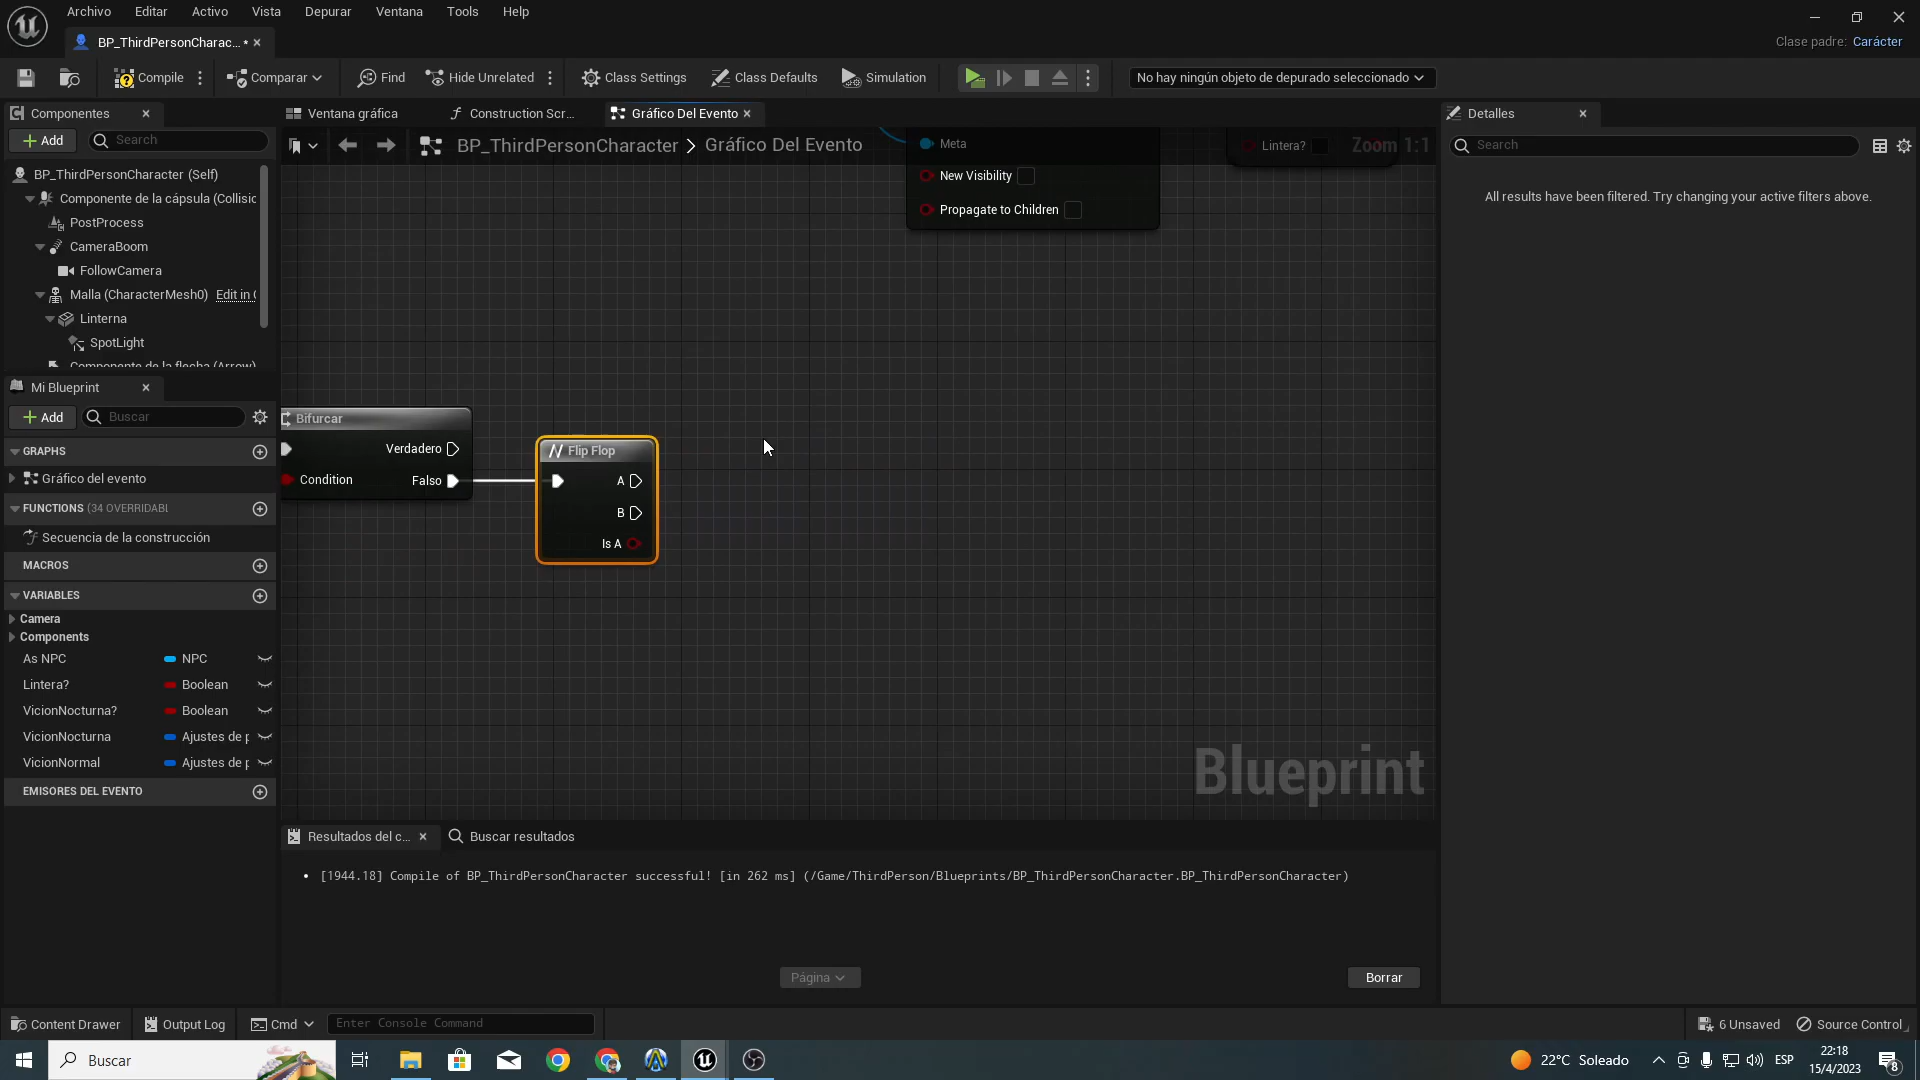 Archivo Editar Activo Vista Depurar Ventana Tools Help
BP_ThirdPersonCharac... •
Clase padre: Carácter
Compile Comparar Find Hide Unrelated Class Settings Class Defaults Simulation No hay ningún objeto de depurado seleccionado
Componentes
Add Search
BP_ThirdPersonCharacter (Self)
Componente de la cápsula (Collisio
PostProcess
CameraBoom
FollowCamera
Malla (CharacterMesh0) Edit in
Linterna
SpotLight
Componente de la flecha (Arrow)
Mi Blueprint
Add Buscar
GRAPHS
Gráfico del evento
FUNCTIONS (34 OVERRIDABL
Secuencia de la construcción
MACROS
VARIABLES
Camera
Components
As NPC NPC
Lintera? Boolean
VicionNocturna? Boolean
VicionNocturna Ajustes de p
VicionNormal Ajustes de p
EMISORES DEL EVENTO
Ventana gráfica Construction Scr... Gráfico Del Evento
BP_ThirdPersonCharacter > Gráfico Del Evento
Zoom 1:1
Meta
New Visibility
Propagate to Children
Lintera?
Bifurcar
Verdadero
Condition Falso
Flip Flop
A
B
Is A
Blueprint
Resultados del c... Buscar resultados
• [1944.18] Compile of BP_ThirdPersonCharacter successful! [in 262 ms] (/Game/ThirdPerson/Blueprints/BP_ThirdPersonCharacter.BP_ThirdPersonCharacter)
Página
Borrar
Detalles
Search
All results have been filtered. Try changing your active filters above.
Content Drawer Output Log Cmd Enter Console Command
6 Unsaved Source Control
Buscar
22°C Soleado
ESP
22:18
15/4/2023
8